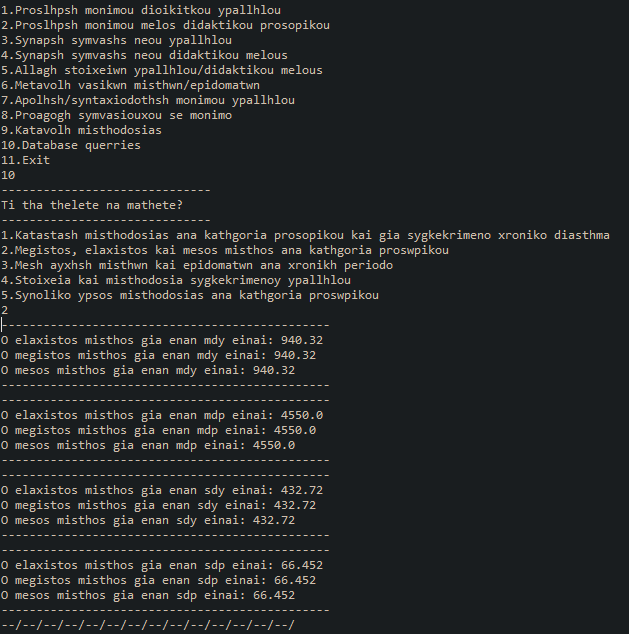 1.Proslhpsh monimou dioikitkou ypallhlou
2.Proslhpsh monimou melos didaktikou prosopikou
3.Synapsh symvashs neou ypallhlou
4.Synapsh symvashs neou didaktikou melous
5.Allagh stoixeiwn ypallhlou/didaktikou melous
6.Metavolh vasikwn misthwn/epidomatwn
7.Apolhsh/syntaxiodothsh monimou ypallhlou
8.Proagogh symvasiouxou se monimo
9.Katavolh misthodosias
10.Database querries
11.Exit
10
------------------------------
Ti tha thelete na mathete?
------------------------------
1.Katastash misthodosias ana kathgoria prosopikou kai gia sygkekrimeno xroniko diasthma
2.Megistos, elaxistos kai mesos misthos ana kathgoria proswpikou
3.Mesh ayxhsh misthwn kai epidomatwn ana xronikh periodo
4.Stoixeia kai misthodosia sygkekrimenoy ypallhlou
5.Synoliko ypsos misthodosias ana kathgoria proswpikou
2
-----------------------------------------------
O elaxistos misthos gia enan mdy einai: 940.32
O megistos misthos gia enan mdy einai: 940.32
O mesos misthos gia enan mdy einai: 940.32
-----------------------------------------------
-----------------------------------------------
O elaxistos misthos gia enan mdp einai: 4550.0
O megistos misthos gia enan mdp einai: 4550.0
O mesos misthos gia enan mdp einai: 4550.0
-----------------------------------------------
-----------------------------------------------
O elaxistos misthos gia enan sdy einai: 432.72
O megistos misthos gia enan sdy einai: 432.72
O mesos misthos gia enan sdy einai: 432.72
-----------------------------------------------
-----------------------------------------------
O elaxistos misthos gia enan sdp einai: 66.452
O megistos misthos gia enan sdp einai: 66.452
O mesos misthos gia enan sdp einai: 66.452
-----------------------------------------------
--/--/--/--/--/--/--/--/--/--/--/--/--/--/